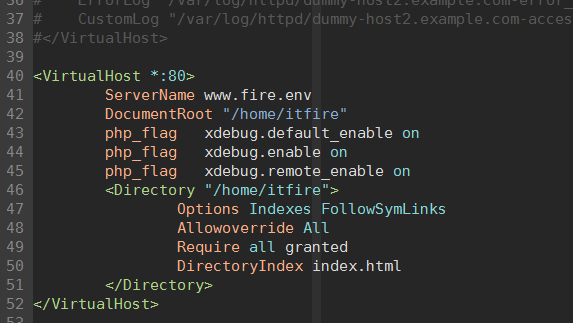 36 # ErrorLog "/var/log/httpd/dummy-host2.example.com-error_
37 # CustomLog "/var/log/httpd/dummy-host2.example.com-acces
38 #</VirtualHost>
39
40 <VirtualHost *:80>
41 ServerName www.fire.env
42 DocumentRoot "/home/itfire"
43 php_flag xdebug.default_enable on
44 php_flag xdebug.enable on
45 php_flag xdebug.remote_enable on
46 <Directory "/home/itfire">
47 Options Indexes FollowSymLinks
48 Allowoverride All
49 Require all granted
50 DirectoryIndex index.html
51 </Directory>
52 </VirtualHost>
53